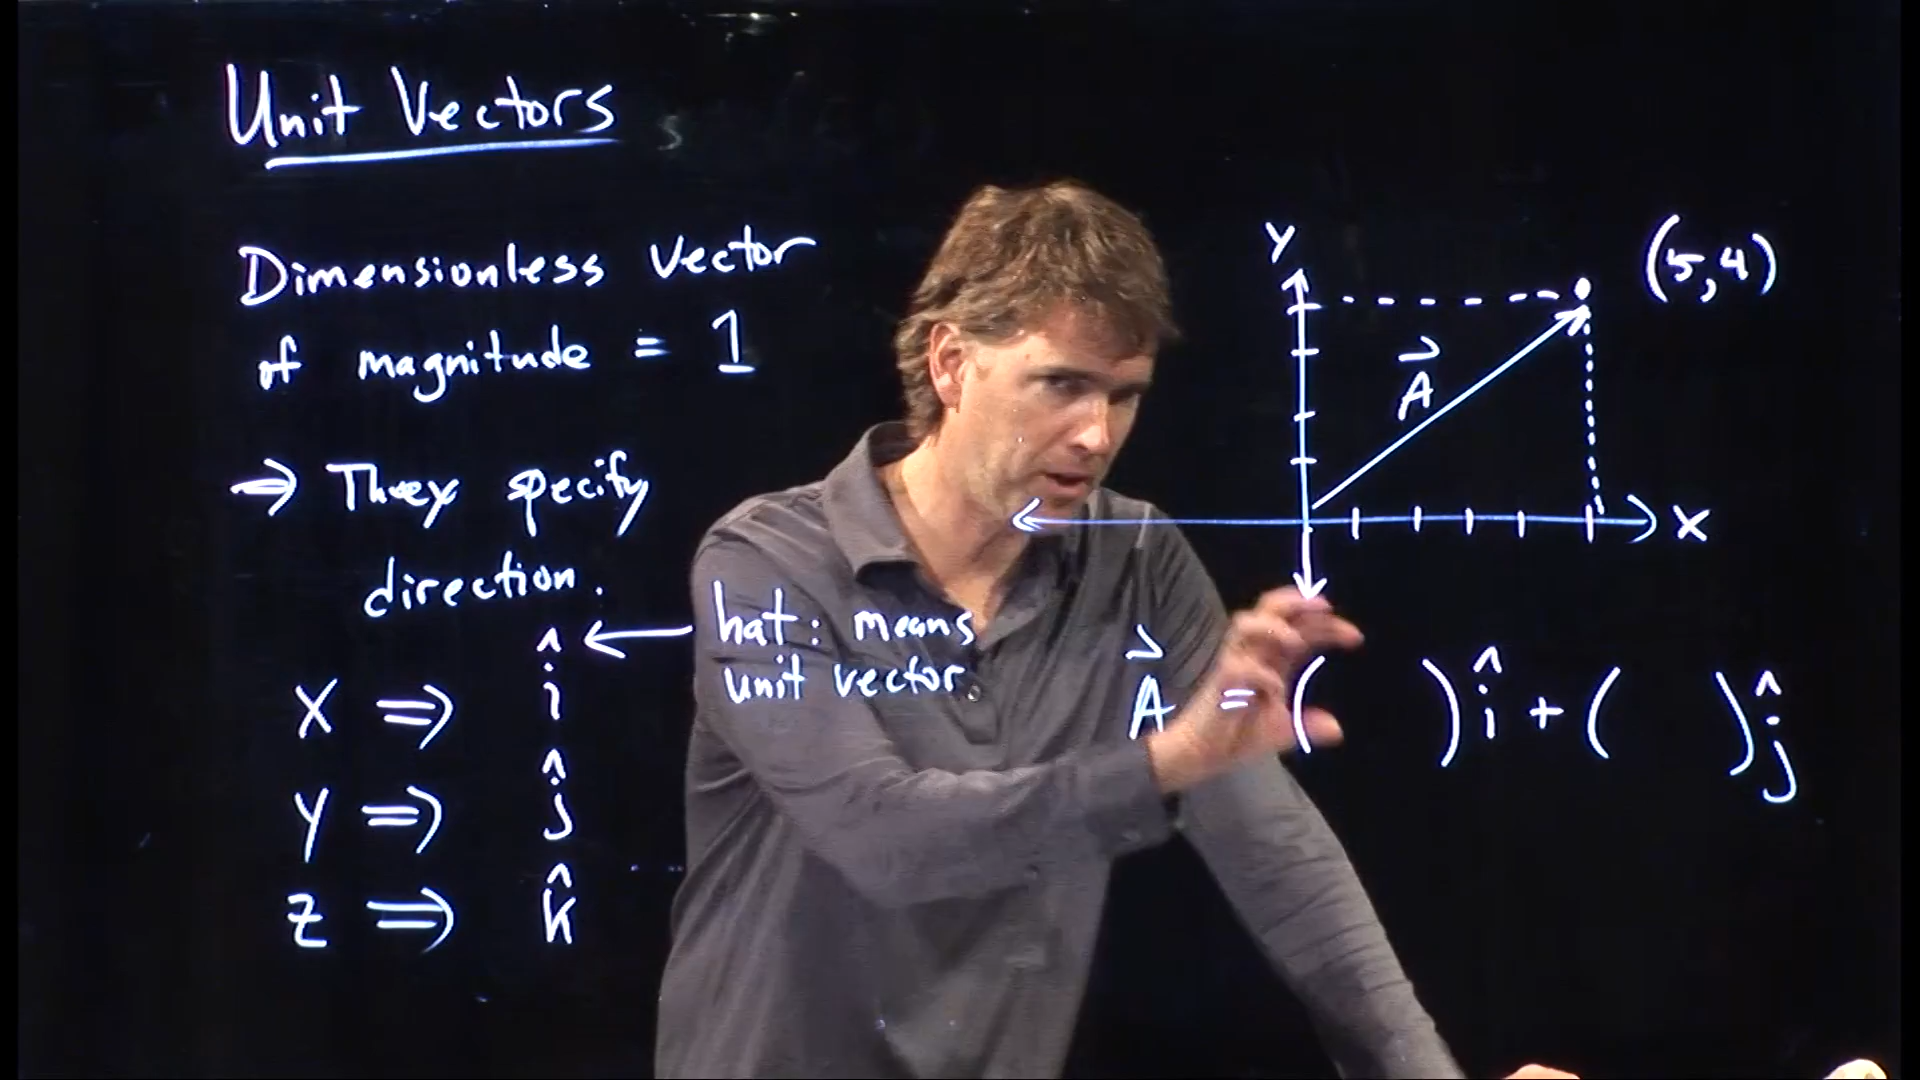 Unit Vectors
Dimensionless Vector
of magnitude = 1
⇒ They specify
direction.
← hat: means
unit vector
X ⇒ î
Y ⇒ ĵ
Z ⇒ k̂
Y
(5,4)
A⃗
X
A⃗ = ( )î + ( )ĵ